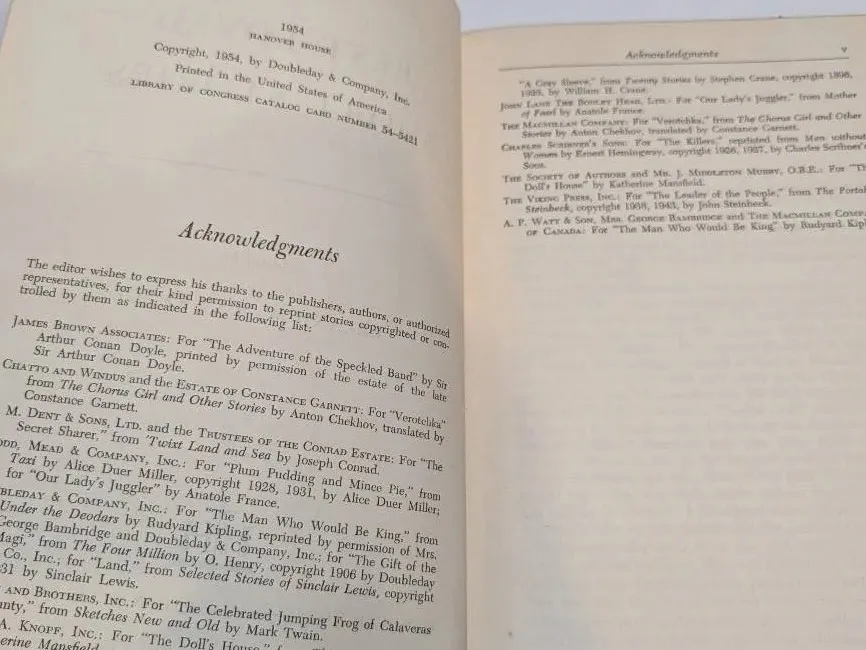 1954
HANOVER HOUSE
Copyright, 1954, by Doubleday & Company, Inc.
Printed in the United States of America
LIBRARY OF CONGRESS CATALOG CARD NUMBER 54-5421
Acknowledgments
The editor wishes to express his thanks to the publishers, authors, or authorized
representatives, for their kind permission to reprint stories copyrighted or con-
trolled by them as indicated in the following list:
JAMES BROWN ASSOCIATES: For "The Adventure of the Speckled Band" by Sir
Arthur Conan Doyle, printed by permission of the estate of the late
Sir Arthur Conan Doyle.
CHATTO AND WINDUS and the ESTATE OF CONSTANCE GARNETT: For "Verotchka"
from The Chorus Girl and Other Stories by Anton Chekhov, translated by
Constance Garnett.
M. DENT & SONS, LTD. and the TRUSTEES OF THE CONRAD ESTATE: For "The
Secret Sharer," from 'Twixt Land and Sea by Joseph Conrad.
ODD, MEAD & COMPANY, INC.: For "Plum Pudding and Mince Pie," from
Taxi by Alice Duer Miller, copyright 1928, 1931, by Alice Duer Miller;
for "Our Lady's Juggler" by Anatole France.
BLEDAY & COMPANY, INC.: For "The Man Who Would Be King," from
Under the Deodars by Rudyard Kipling, reprinted by permission of Mrs.
George Bambridge and Doubleday & Company, Inc.; for "The Gift of the
Magi," from The Four Million by O. Henry, copyright 1906 by Doubleday
Co., Inc.; for "Land," from Selected Stories of Sinclair Lewis, copyright
31 by Sinclair Lewis.
AND BROTHERS, INC.: For "The Celebrated Jumping Frog of Calaveras
nty," from Sketches New and Old by Mark Twain.
A. KNOPF, INC.: For "The Doll's House,"
erine Mansfield.
Acknowledgments v
"A Grey Sleeve," from Twenty Stories by Stephen Crane, copyright 1896,
1925, by William H. Crane.
JOHN LANE THE BODLEY HEAD, LTD.: For "Our Lady's Juggler," from Mother
of Pearl by Anatole France.
THE MACMILLAN COMPANY: For "Verotchka," from The Chorus Girl and Other
Stories by Anton Chekhov, translated by Constance Garnett.
CHARLES SCRIBNER'S SONS: For "The Killers," reprinted from Men without
Women by Ernest Hemingway, copyright 1926, 1927, by Charles Scribner's
Sons.
THE SOCIETY OF AUTHORS and MR. J. MIDDLETON MURRY, O.B.E.: For "Th
Doll's House" by Katherine Mansfield.
THE VIKING PRESS, INC.: For "The Leader of the People," from The Portab
Steinbeck, copyright 1938, 1943, by John Steinbeck.
A. P. WATT & SON, MRS. GEORGE BAMBRIDGE and THE MACMILLAN COMPA
OF CANADA: For "The Man Who Would Be King" by Rudyard Kipl